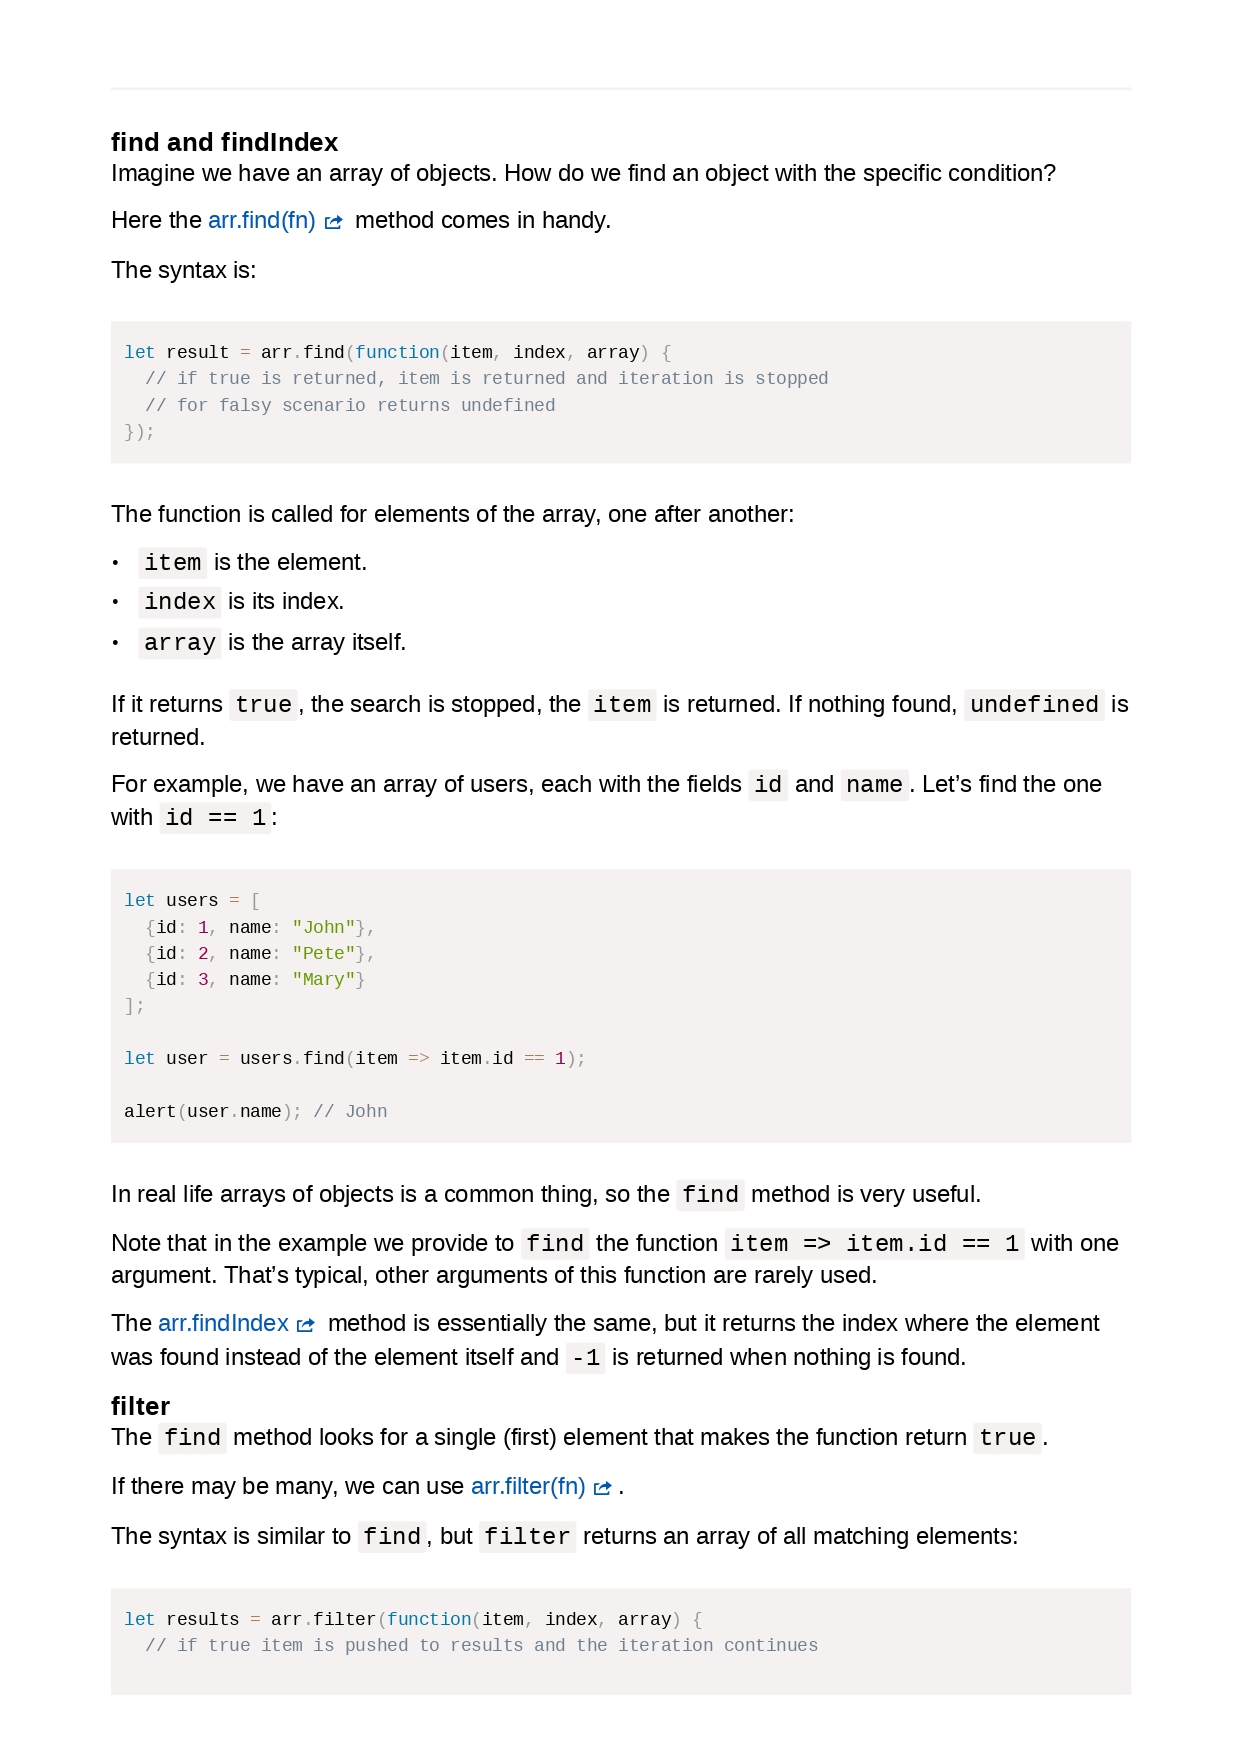 find and findIndex
Imagine we have an array of objects. How do we find an object with the specific condition?
Here the arr.find(fn) method comes in handy.
The syntax is:
let result = arr.find(function(item, index, array) {
  // if true is returned, item is returned and iteration is stopped
  // for falsy scenario returns undefined
});
The function is called for elements of the array, one after another:
• item is the element.
• index is its index.
• array is the array itself.
If it returns true, the search is stopped, the item is returned. If nothing found, undefined is
returned.
For example, we have an array of users, each with the fields id and name. Let’s find the one
with id == 1:
let users = [
  {id: 1, name: "John"},
  {id: 2, name: "Pete"},
  {id: 3, name: "Mary"}
];
let user = users.find(item => item.id == 1);
alert(user.name); // John
In real life arrays of objects is a common thing, so the find method is very useful.
Note that in the example we provide to find the function item => item.id == 1 with one
argument. That’s typical, other arguments of this function are rarely used.
The arr.findIndex method is essentially the same, but it returns the index where the element
was found instead of the element itself and -1 is returned when nothing is found.
filter
The find method looks for a single (first) element that makes the function return true.
If there may be many, we can use arr.filter(fn) .
The syntax is similar to find, but filter returns an array of all matching elements:
let results = arr.filter(function(item, index, array) {
  // if true item is pushed to results and the iteration continues